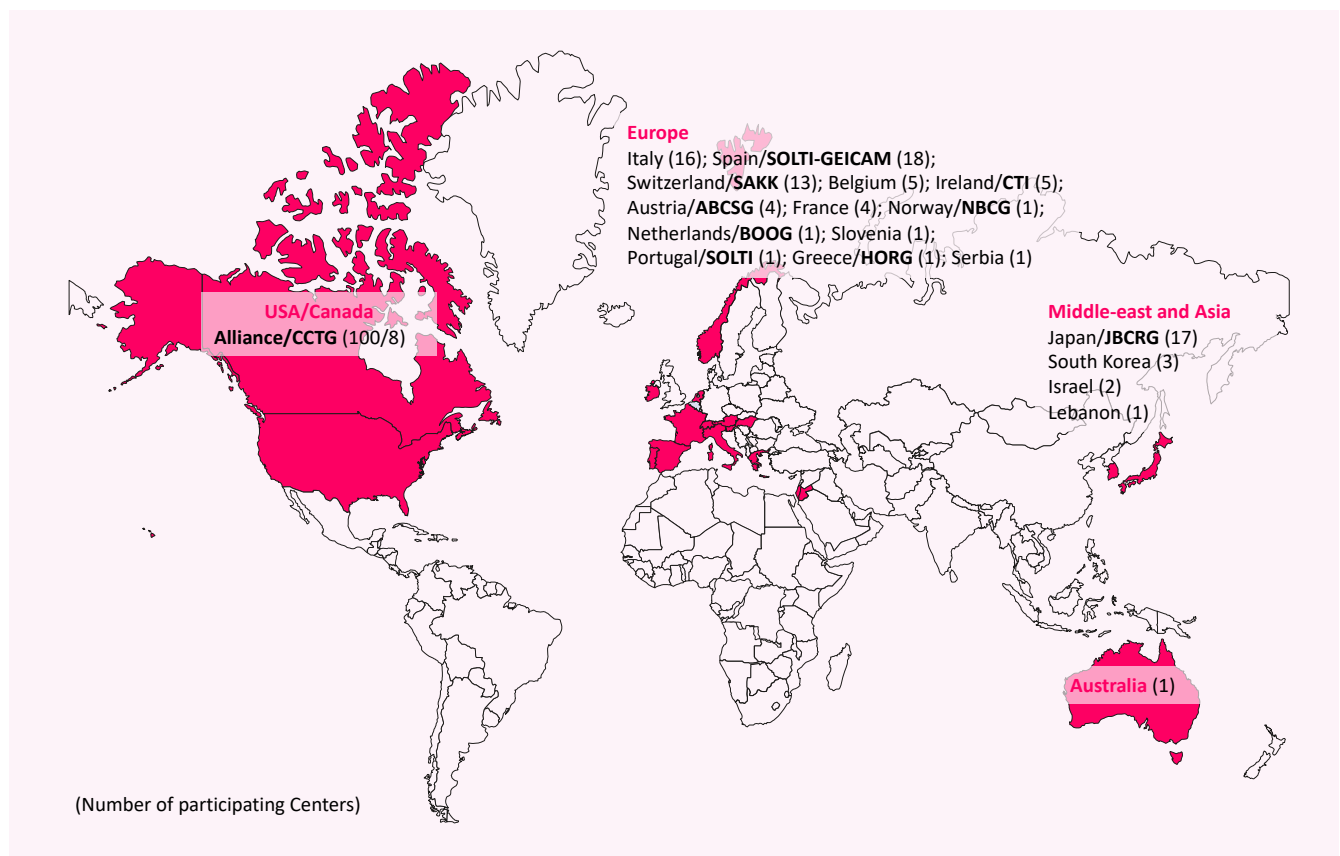 Europe
Italy (16); Spain/SOLTI-GEICAM (18);
Switzerland/SAKK (13); Belgium (5); Ireland/CTI (5);
Austria/ABCSG (4); France (4); Norway/NBCG (1);
Netherlands/BOOG (1); Slovenia (1);
Portugal/SOLTI (1); Greece/HORG (1); Serbia (1)
USA/Canada
Alliance/CCTG (100/8)
Middle-east and Asia
Japan/JBCRG (17)
South Korea (3)
Israel (2)
Lebanon (1)
Australia (1)
(Number of participating Centers)